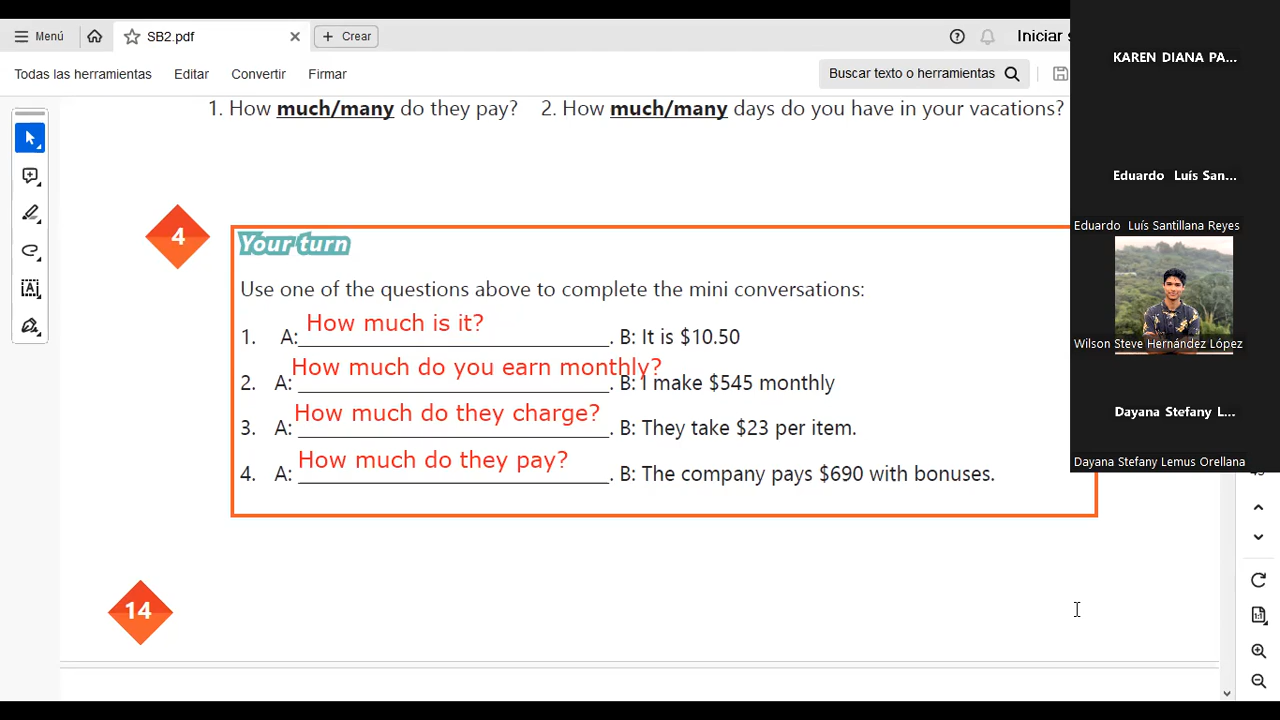 Menú
SB2.pdf
Crear
Iniciar
Todas las herramientas
Editar
Convertir
Firmar
Buscar texto o herramientas
1. How much/many do they pay? 2. How much/many days do you have in your vacations?
4
Your turn
Use one of the questions above to complete the mini conversations:
1. A: How much is it? . B: It is $10.50
2. A: How much do you earn monthly? . B: I make $545 monthly
3. A: How much do they charge? . B: They take $23 per item.
4. A: How much do they pay? . B: The company pays $690 with bonuses.
14
KAREN DIANA PA...
Eduardo Luís San...
Eduardo Luís Santillana Reyes
Wilson Steve Hernández López
Dayana Stefany L...
Dayana Stefany Lemus Orellana